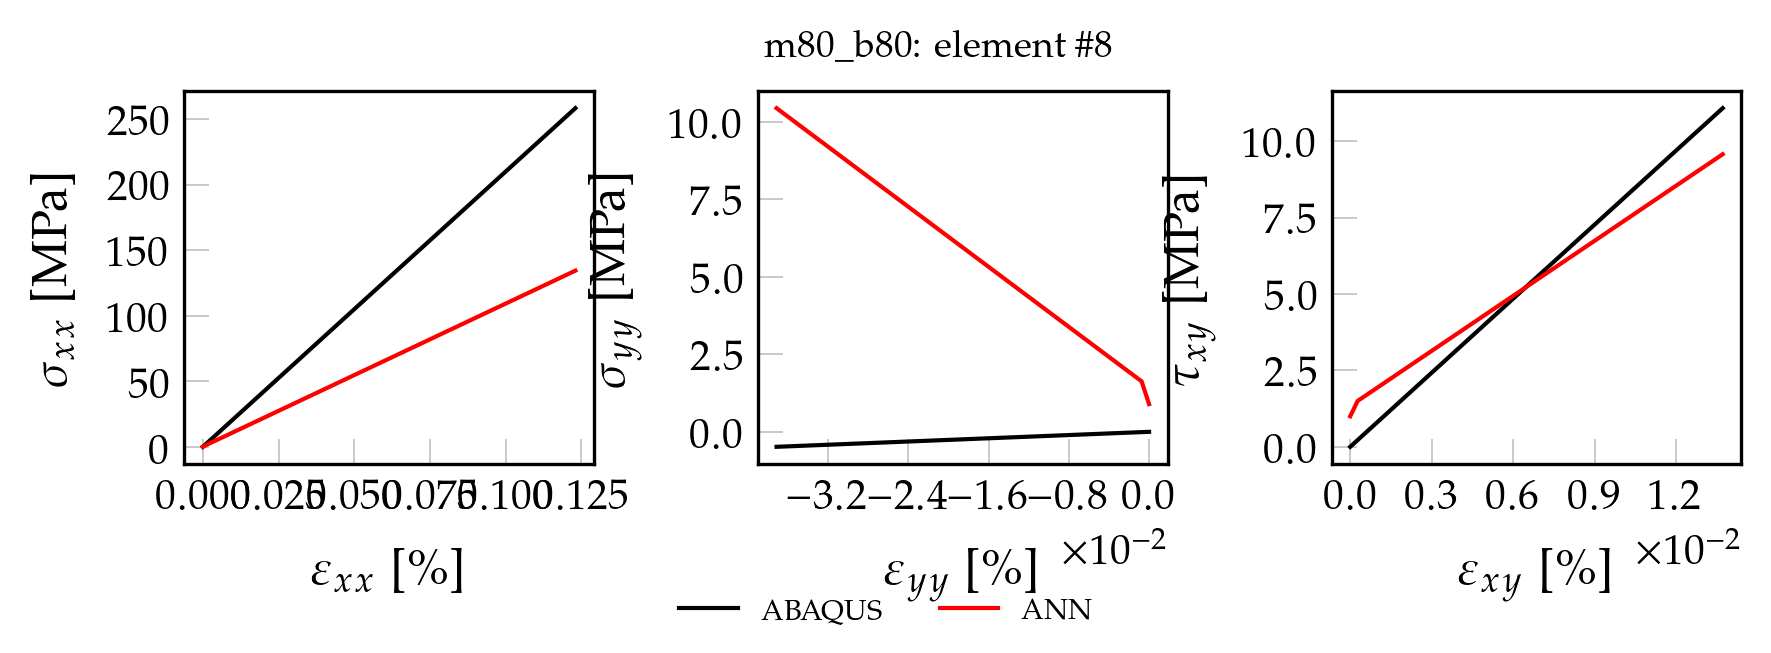 m80_b80: element #8
σxx [MPa]
250
200
150
100
50
0
0.000 0.025 0.050 0.075 0.100 0.125
εxx [%]
σyy [MPa]
10.0
7.5
5.0
2.5
0.0
−3.2 −2.4 −1.6 −0.8 0.0
×10−2
εyy [%]
τxy [MPa]
10.0
7.5
5.0
2.5
0.0
0.0 0.3 0.6 0.9 1.2
×10−2
εxy [%]
ABAQUS ANN